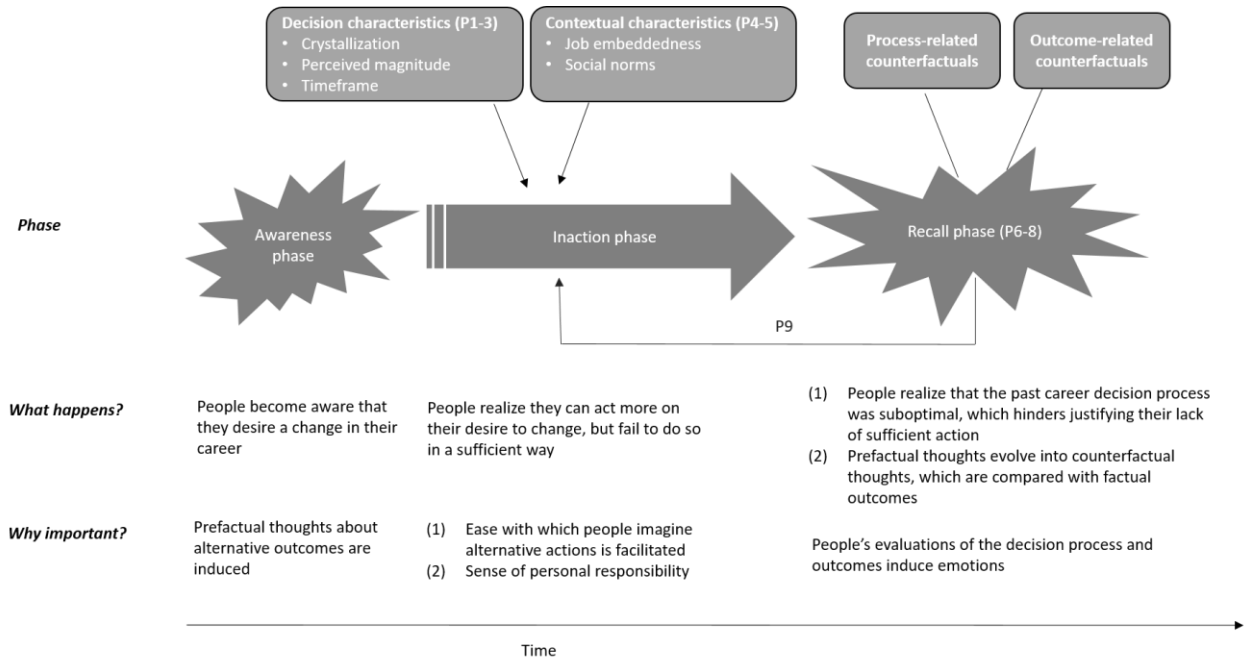 Decision characteristics (P1-3)
• Crystallization
• Perceived magnitude
• Timeframe
Contextual characteristics (P4-5)
• Job embeddedness
• Social norms
Process-related
counterfactuals
Outcome-related
counterfactuals
Phase
Awareness
phase
Inaction phase
Recall phase (P6-8)
P9
What happens?
People become aware that
they desire a change in their
career
People realize they can act more on
their desire to change, but fail to do so
in a sufficient way
(1) People realize that the past career decision process
was suboptimal, which hinders justifying their lack
of sufficient action
(2) Prefactual thoughts evolve into counterfactual
thoughts, which are compared with factual
outcomes
Why important?
Prefactual thoughts about
alternative outcomes are
induced
(1) Ease with which people imagine
alternative actions is facilitated
(2) Sense of personal responsibility
People’s evaluations of the decision process and
outcomes induce emotions
Time